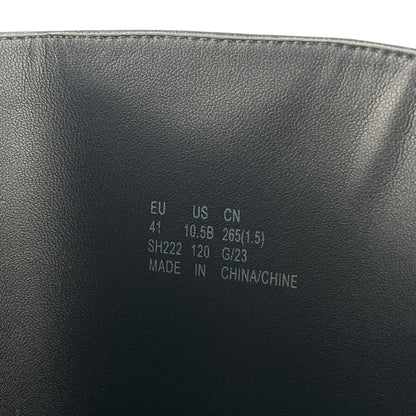 EU US CN
41 10.5B 265(1.5)
SH222 120 G/23
MADE IN CHINA/CHINE